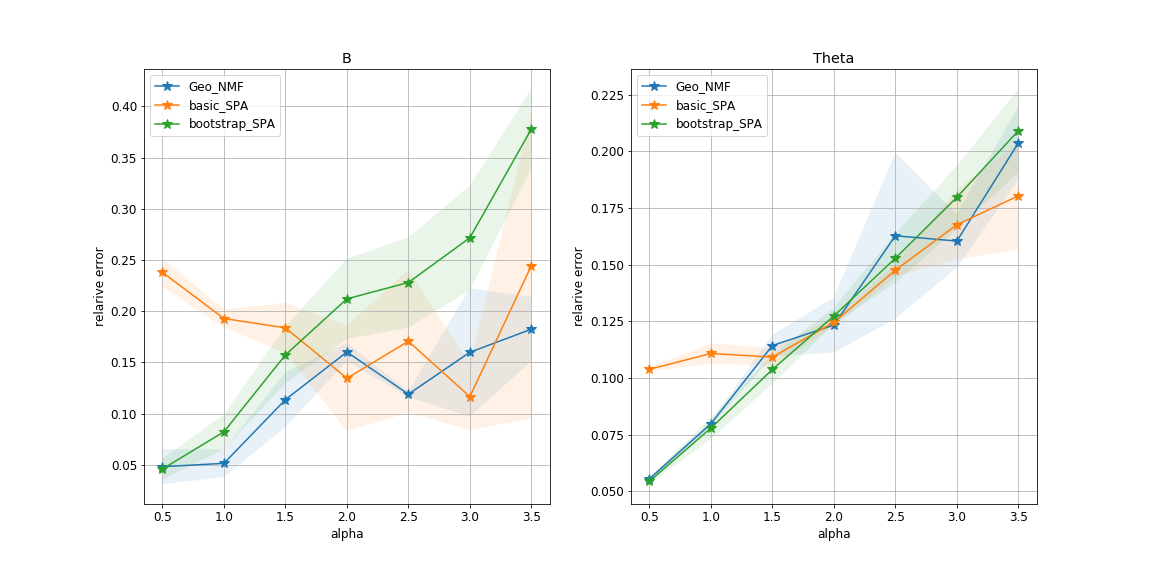 B
Geo_NMF
basic_SPA
bootstrap_SPA
0.40
0.35
0.30
0.25
0.20
0.15
0.10
0.05
relarive error
0.5 1.0 1.5 2.0 2.5 3.0 3.5
alpha
Theta
Geo_NMF
basic_SPA
bootstrap_SPA
0.225
0.200
0.175
0.150
0.125
0.100
0.075
0.050
relarive error
0.5 1.0 1.5 2.0 2.5 3.0 3.5
alpha